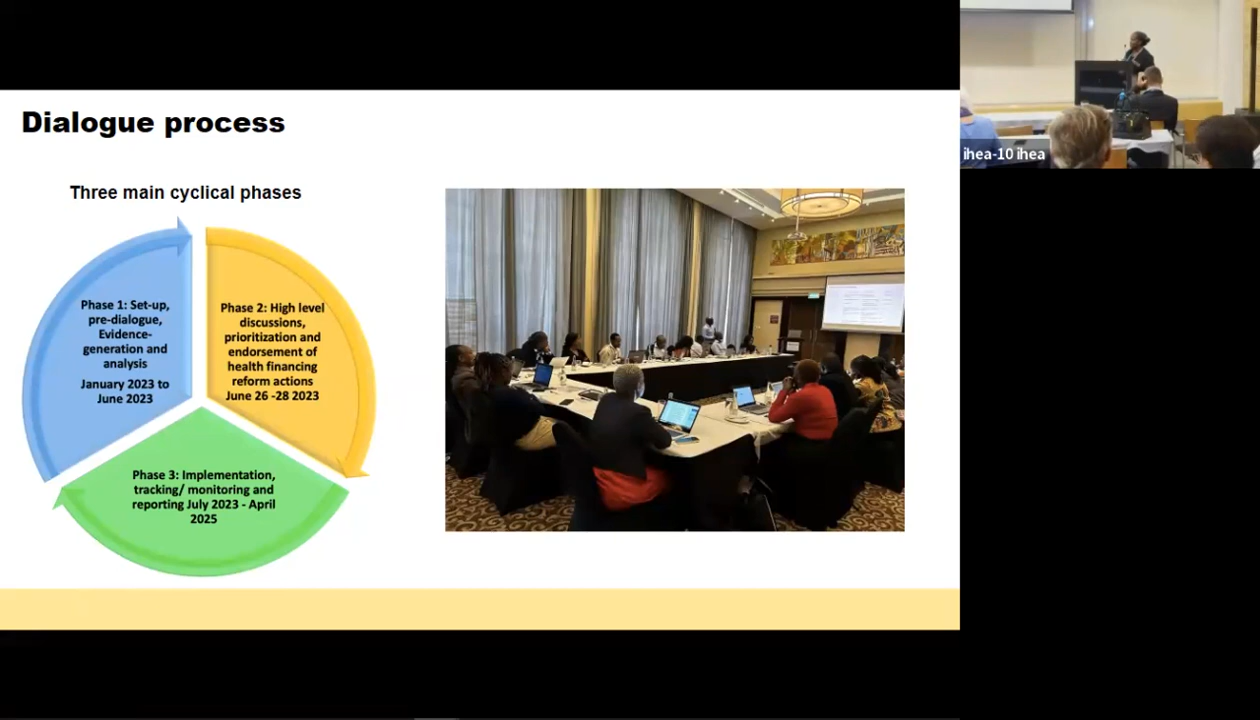 Dialogue process
Three main cyclical phases
Phase 1: Set-up,
pre-dialogue,
Evidence-
generation and
analysis
January 2023 to
June 2023
Phase 2: High level
discussions,
prioritization and
endorsement of
health financing
reform actions
June 26 -28 2023
Phase 3: Implementation,
tracking/ monitoring and
reporting July 2023 - April
2025
ihea-10 ihea